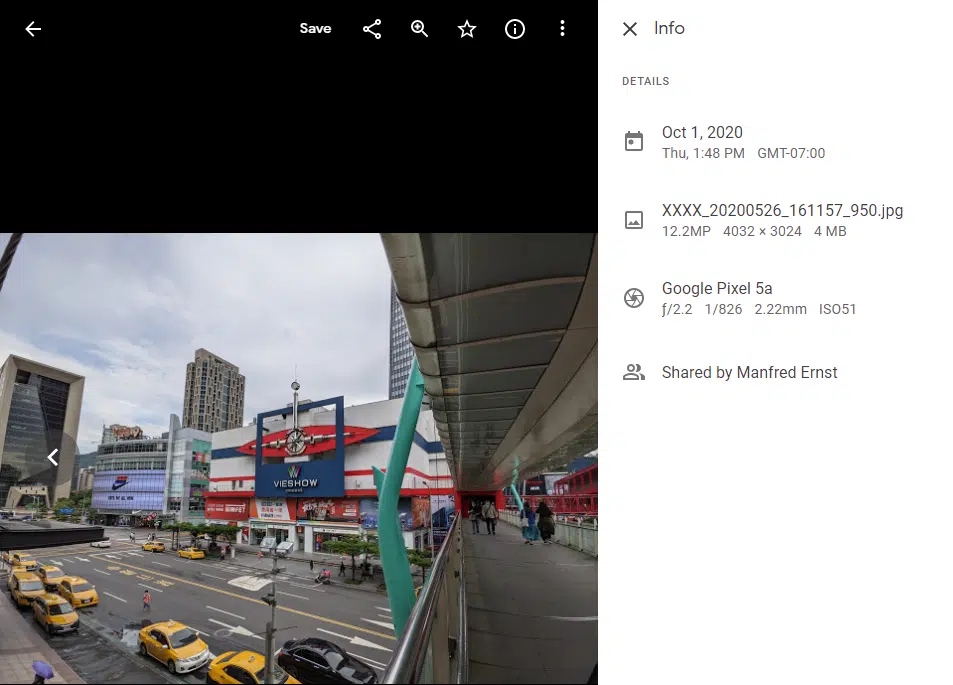 Save
Info
DETAILS
Oct 1, 2020
Thu, 1:48 PM GMT-07:00
XXXX_20200526_161157_950.jpg
12.2MP 4032 × 3024 4 MB
Google Pixel 5a
ƒ/2.2 1/826 2.22mm ISO51
Shared by Manfred Ernst
VIESHOW